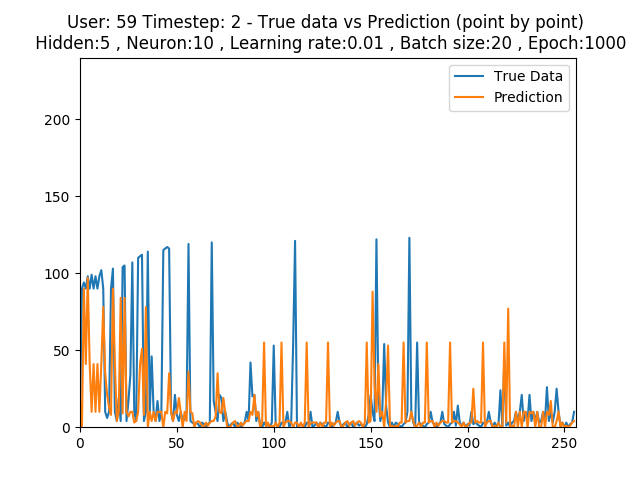 User: 59 Timestep: 2 - True data vs Prediction (point by point)
Hidden:5 , Neuron:10 , Learning rate:0.01 , Batch size:20 , Epoch:1000
True Data
Prediction
200
150
100
50
0
0 50 100 150 200 250